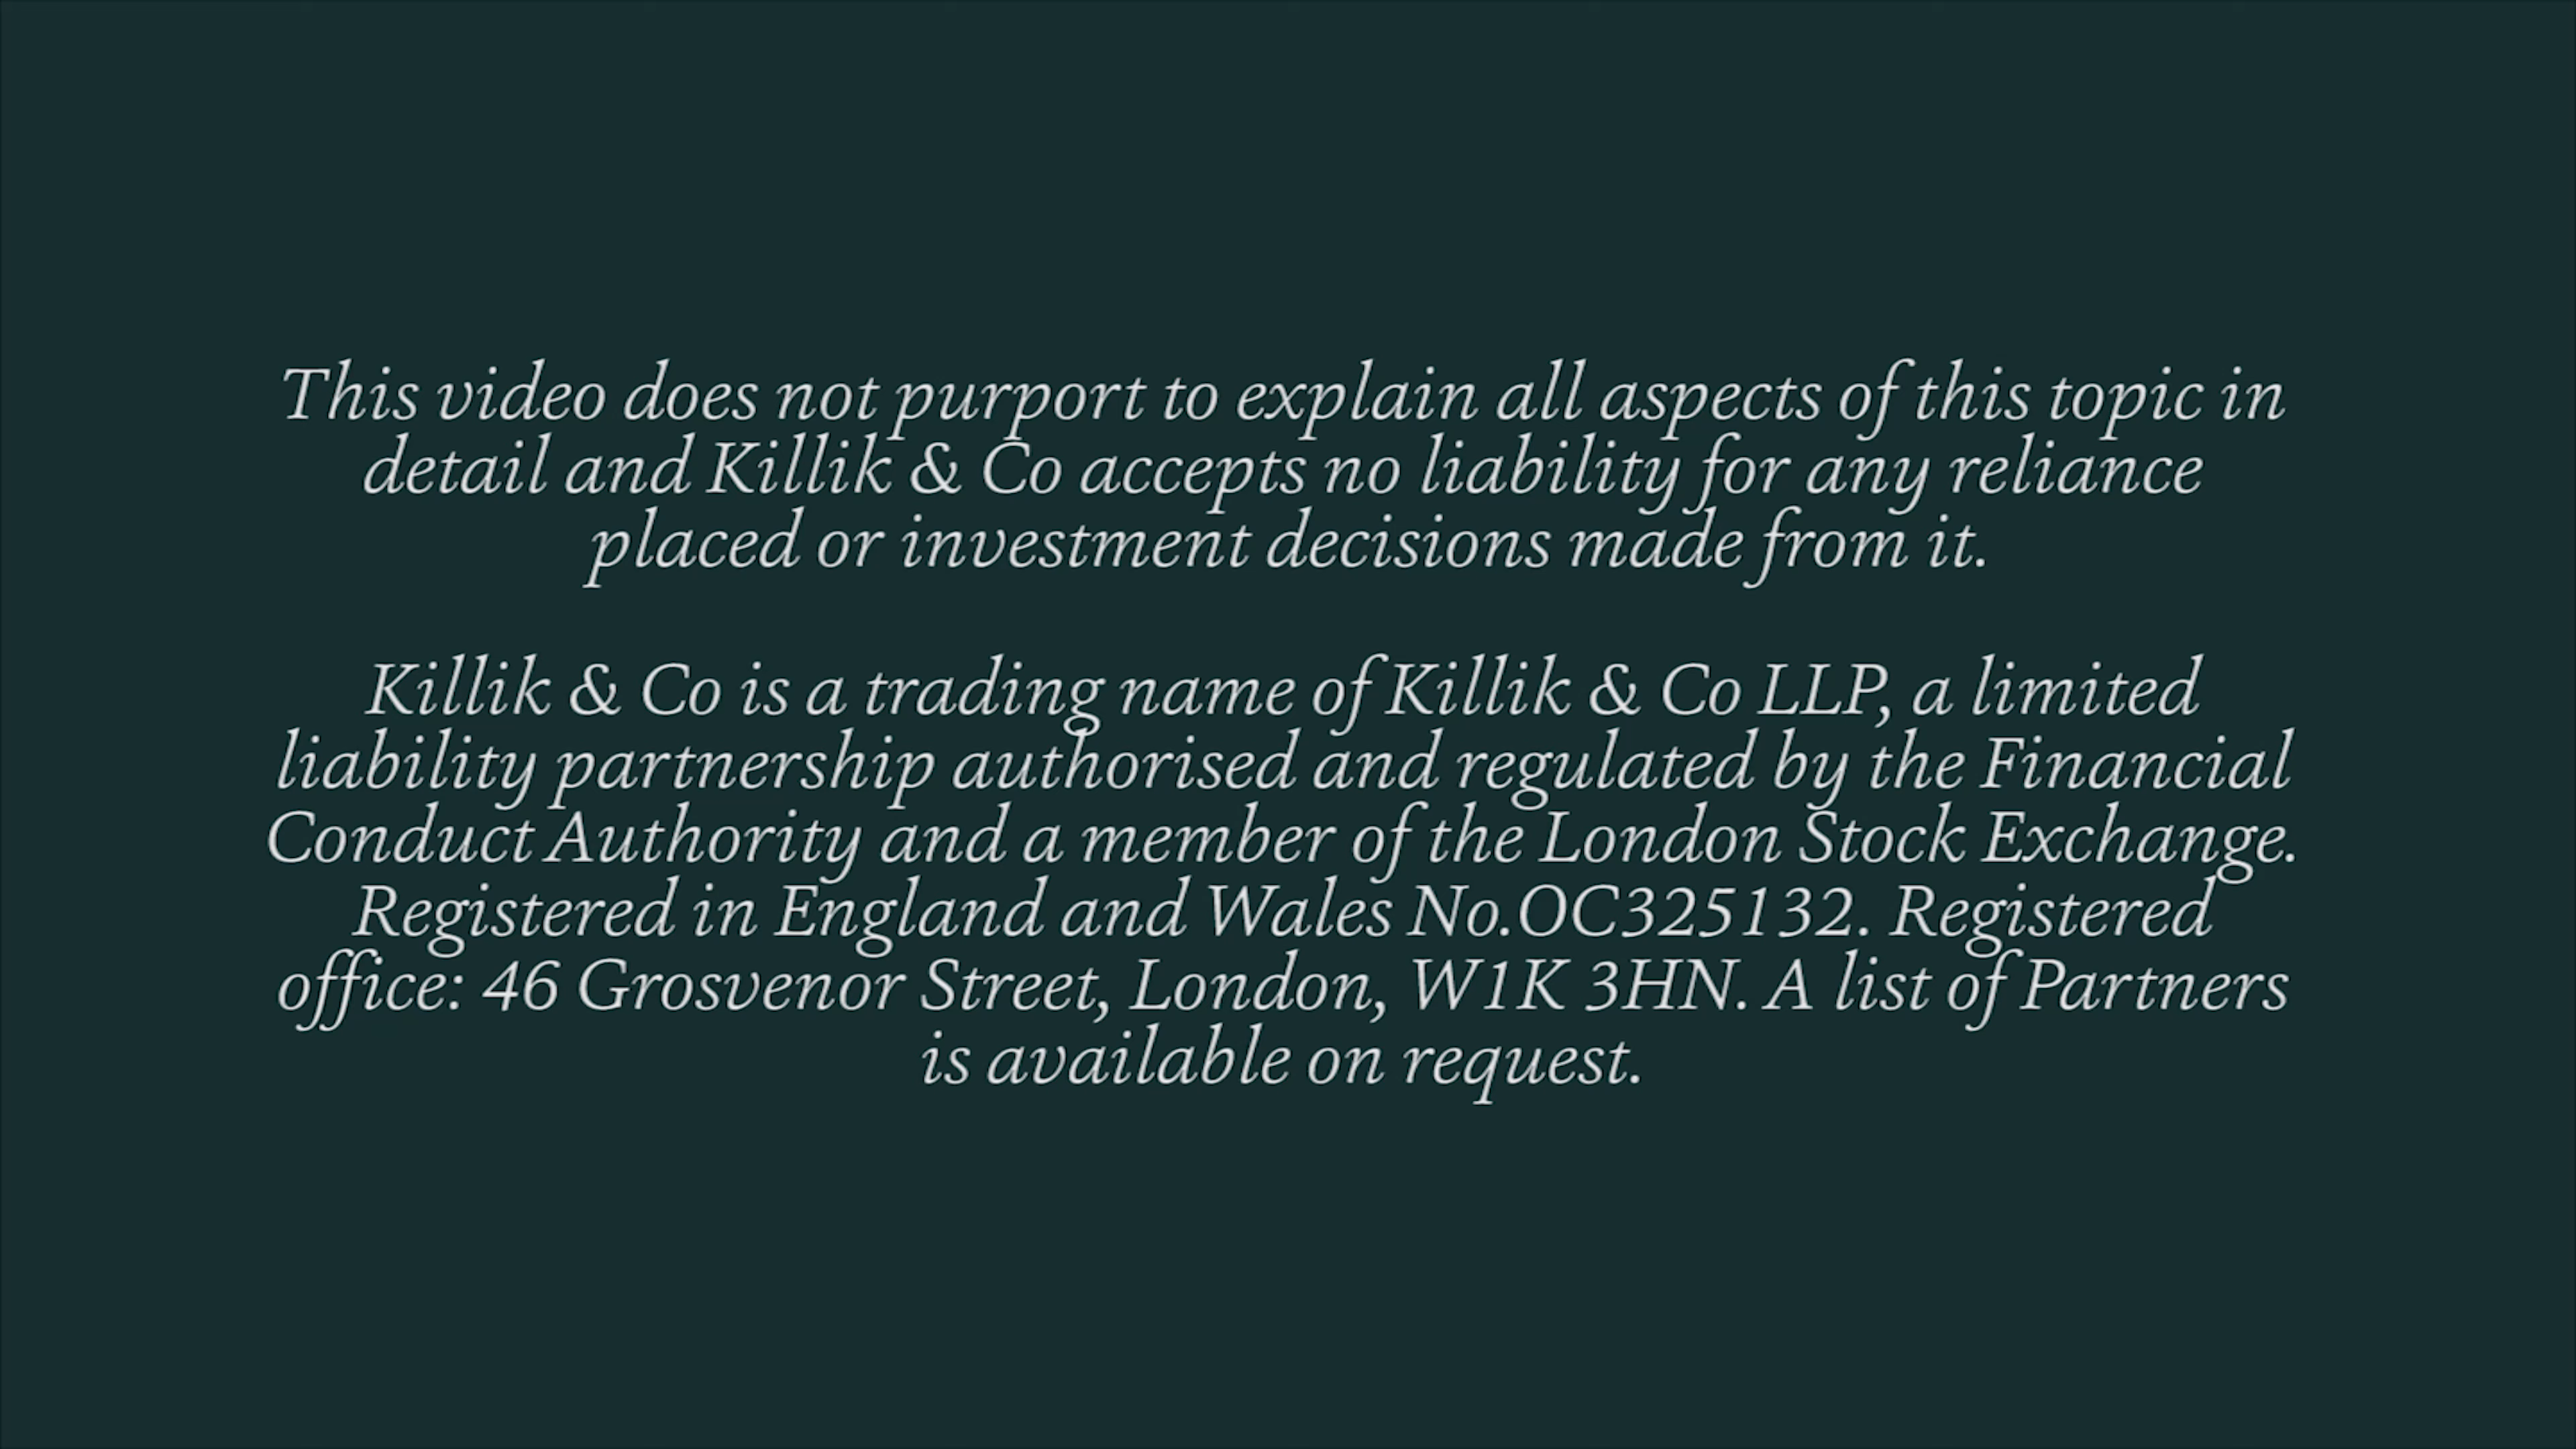 This video does not purport to explain all aspects of this topic in
detail and Killik & Co accepts no liability for any reliance
placed or investment decisions made from it.
Killik & Co is a trading name of Killik & Co LLP, a limited
liability partnership authorised and regulated by the Financial
Conduct Authority and a member of the London Stock Exchange.
Registered in England and Wales No.OC325132. Registered
office: 46 Grosvenor Street, London, W1K 3HN. A list of Partners
is available on request.